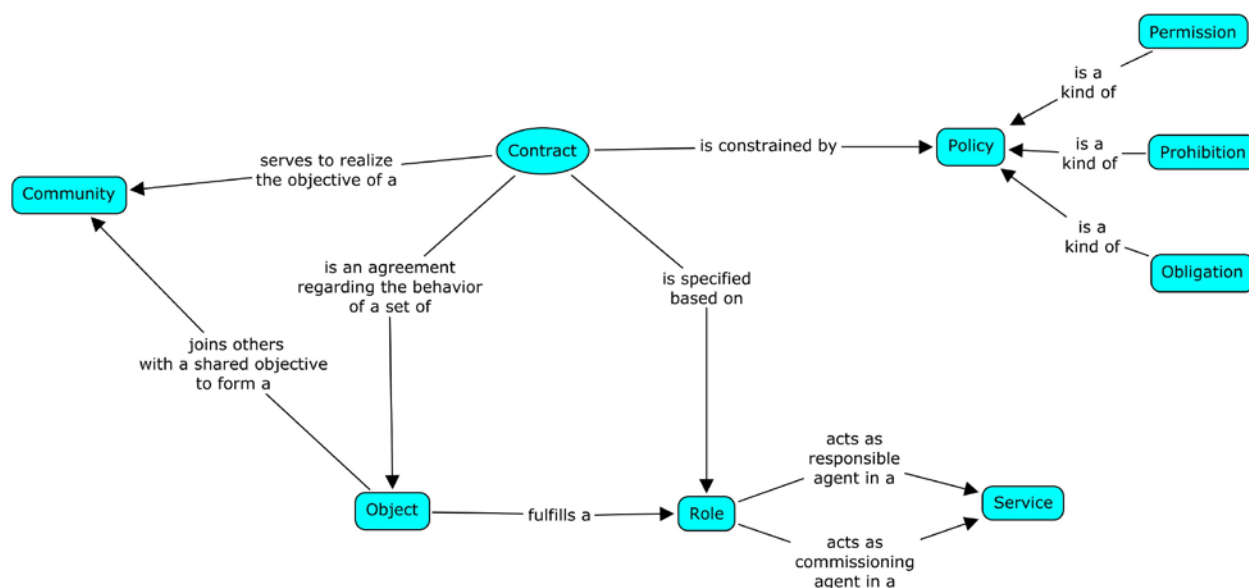 Permission
is a
kind of
Contract
is constrained by
Policy
is a
kind of
Prohibition
serves to realize
the objective of a
Community
is a
kind of
Obligation
is an agreement
regarding the behavior
of a set of
is specified
based on
joins others
with a shared objective
to form a
acts as
responsible
agent in a
Object
fulfills a
Role
Service
acts as
commissioning
agent in a